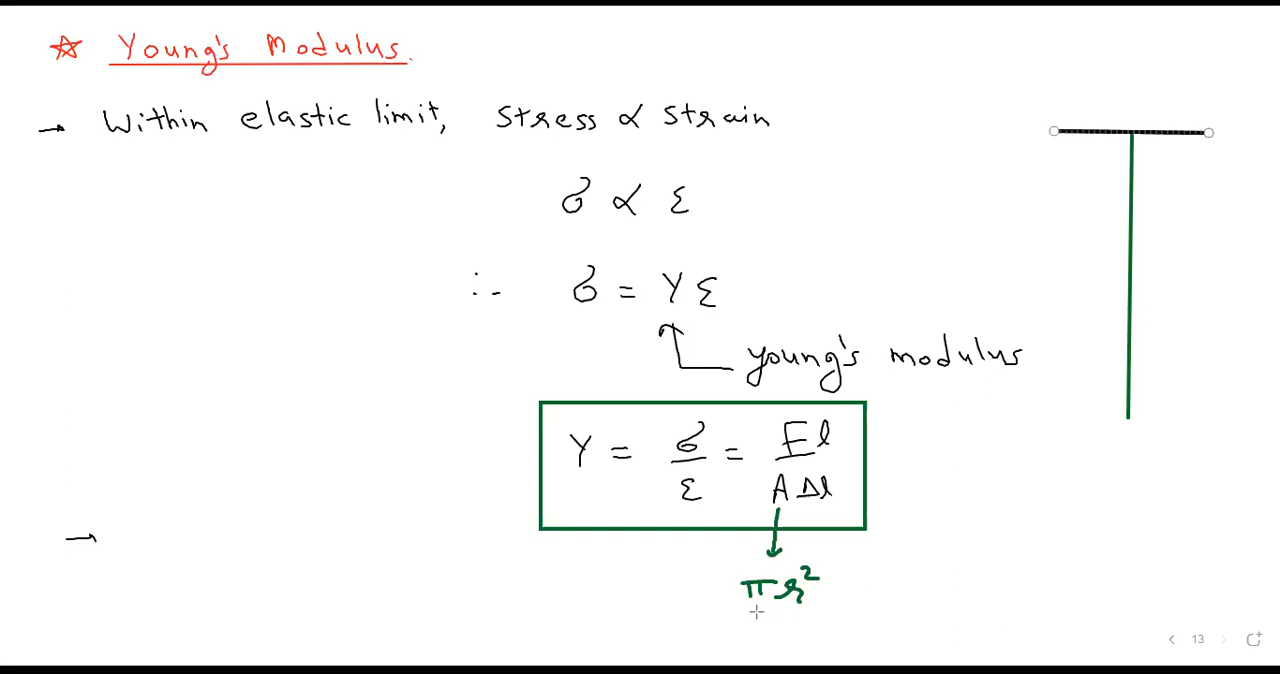 ☆ Young's Modulus.
→ Within elastic limit, stress ∝ strain
σ ∝ ε
∴ σ = Y ε
young's modulus
Y = σ/ε = Fl/AΔl
→
πr²
< 13 >